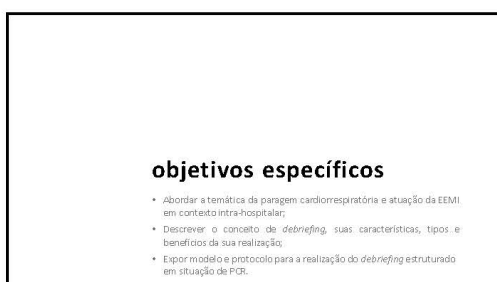 objetivos específicos
• Abordar a temática da paragem cardiorrespiratória e atuação da EEMI
em contexto intra-hospitalar;
• Descrever o conceito de debriefing, suas características, tipos e
benefícios da sua realização;
• Expor modelo e protocolo para a realização do debriefing estruturado
em situação de PCR.